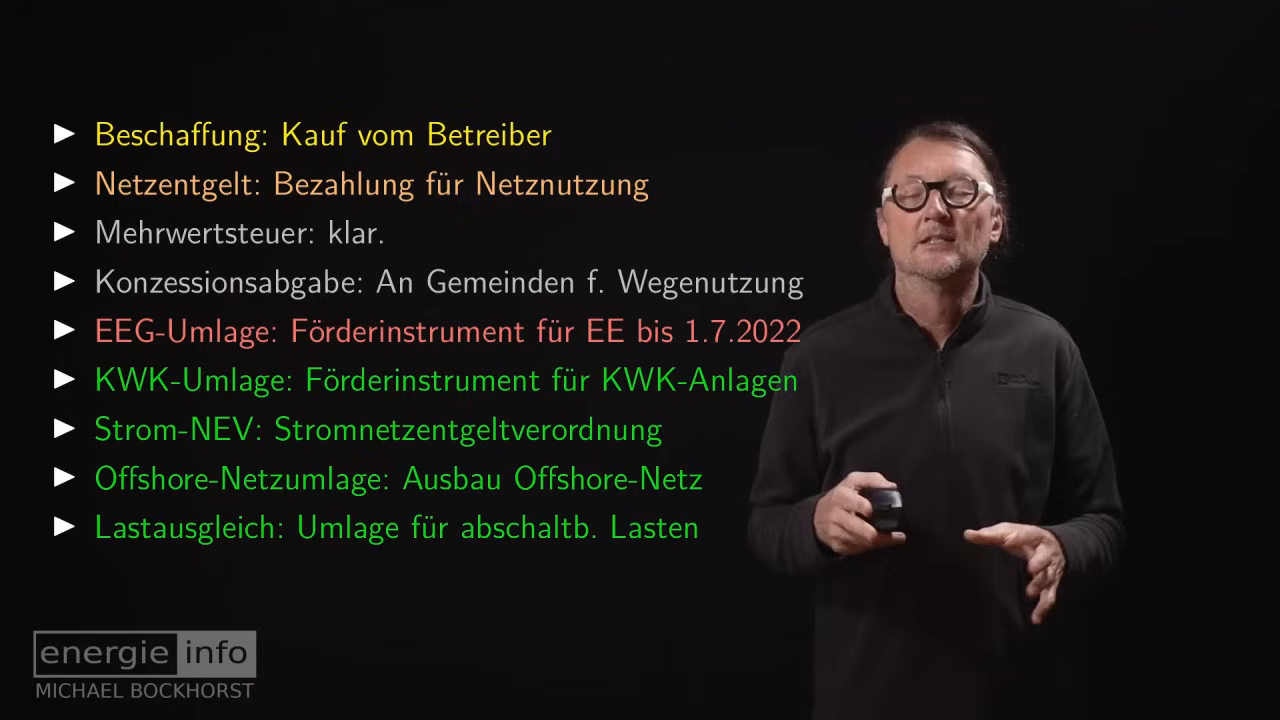 Beschaffung: Kauf vom Betreiber
Netzentgelt: Bezahlung für Netznutzung
Mehrwertsteuer: klar.
Konzessionsabgabe: An Gemeinden f. Wegenutzung
EEG-Umlage: Förderinstrument für EE bis 1.7.2022
KWK-Umlage: Förderinstrument für KWK-Anlagen
Strom-NEV: Stromnetzentgeltverordnung
Offshore-Netzumlage: Ausbau Offshore-Netz
Lastausgleich: Umlage für abschaltb. Lasten
energie info
MICHAEL BOCKHORST